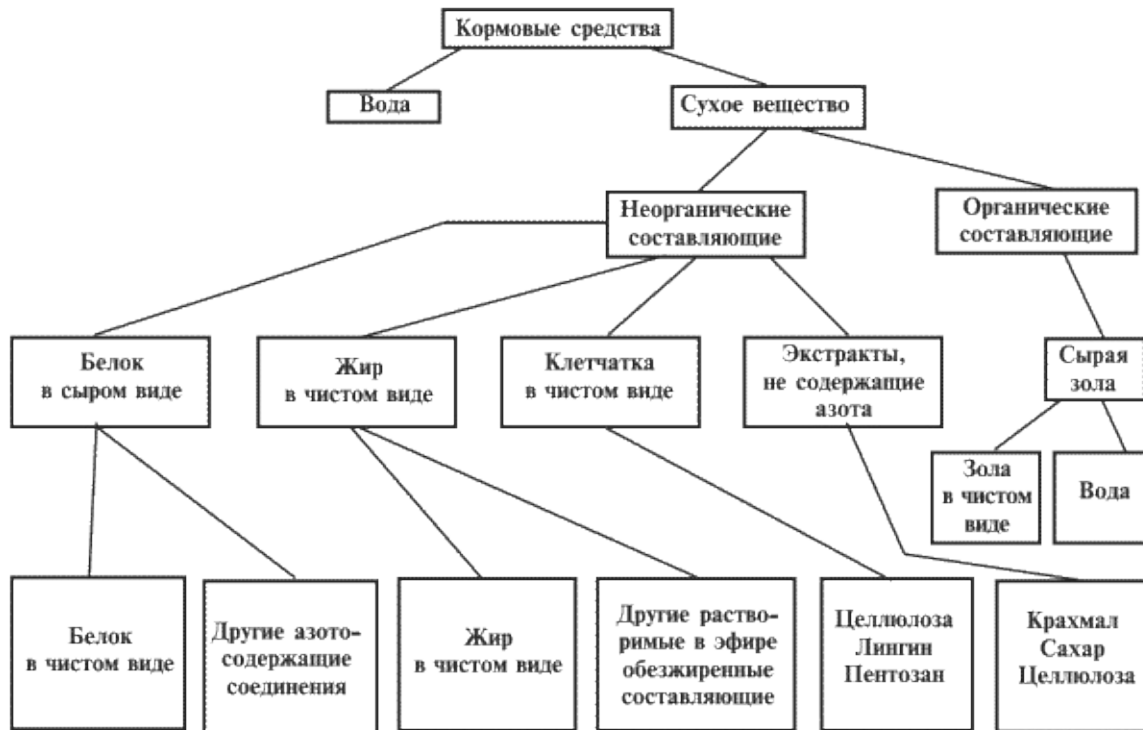 Кормовые средства
Вода
Сухое вещество
Неорганические
составляющие
Органические
составляющие
Белок
в сыром виде
Жир
в чистом виде
Клетчатка
в чистом виде
Экстракты,
не содержащие
азота
Сырая
зола
Зола
в чистом
виде
Вода
Белок
в чистом виде
Другие азото-
содержащие
соединения
Жир
в чистом виде
Другие раство-
римые в эфире
обезжиренные
составляющие
Целлюлоза
Лингин
Пентозан
Крахмал
Сахар
Целлюлоза